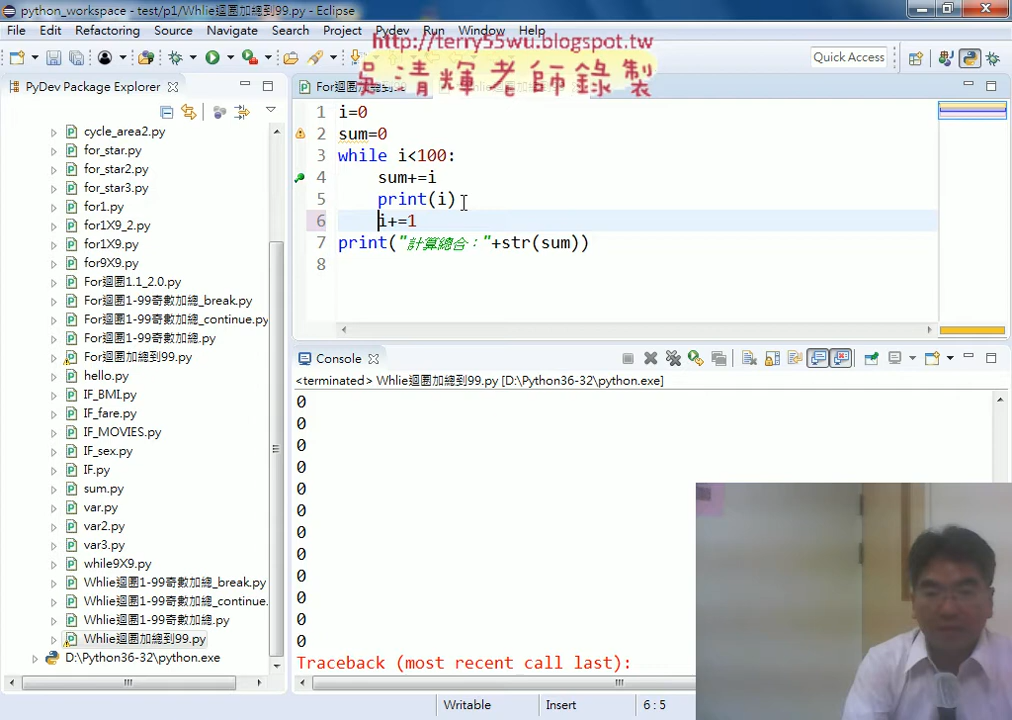 python_workspace - test/p1/Whlie迴圈加總到99.py - Eclipse
File Edit Refactoring Source Navigate Search Project Pydev Run Window Help
http://terry55wu.blogspot.tw
吳清輝老師錄製
Quick Access
PyDev Package Explorer
For迴圈
cycle_area2.py
for_star.py
for_star2.py
for_star3.py
for1.py
for1X9_2.py
for1X9.py
for9X9.py
For迴圈1.1_2.0.py
For迴圈1-99奇數加總_break.py
For迴圈1-99奇數加總_continue.py
For迴圈1-99奇數加總.py
For迴圈加總到99.py
hello.py
IF_BMI.py
IF_fare.py
IF_MOVIES.py
IF_sex.py
IF.py
sum.py
var.py
var2.py
var3.py
while9X9.py
Whlie迴圈1-99奇數加總_break.py
Whlie迴圈1-99奇數加總_continue.
Whlie迴圈1-99奇數加總.py
Whlie迴圈加總到99.py
D:\Python36-32\python.exe
1 i=0
2 sum=0
3 while i<100:
4 sum+=i
5 print(i)
6 i+=1
7 print("計算總合："+str(sum))
8
Console
<terminated> Whlie迴圈加總到99.py [D:\Python36-32\python.exe]
0
0
0
0
0
0
0
0
0
0
0
0
Traceback (most recent call last):
Writable Insert 6 : 5